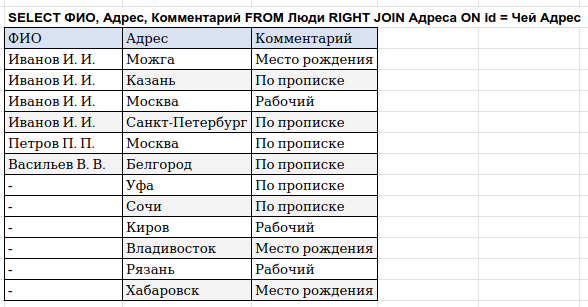 SELECT ФИО, Адрес, Комментарий FROM Люди RIGHT JOIN Адреса ON id = Чей Адрес
ФИО Адрес Комментарий
Иванов И. И. Можга Место рождения
Иванов И. И. Казань По прописке
Иванов И. И. Москва Рабочий
Иванов И. И. Санкт-Петербург По прописке
Петров П. П. Москва По прописке
Васильев В. В. Белгород По прописке
- Уфа По прописке
- Сочи По прописке
- Киров Рабочий
- Владивосток Место рождения
- Рязань Рабочий
- Хабаровск Место рождения